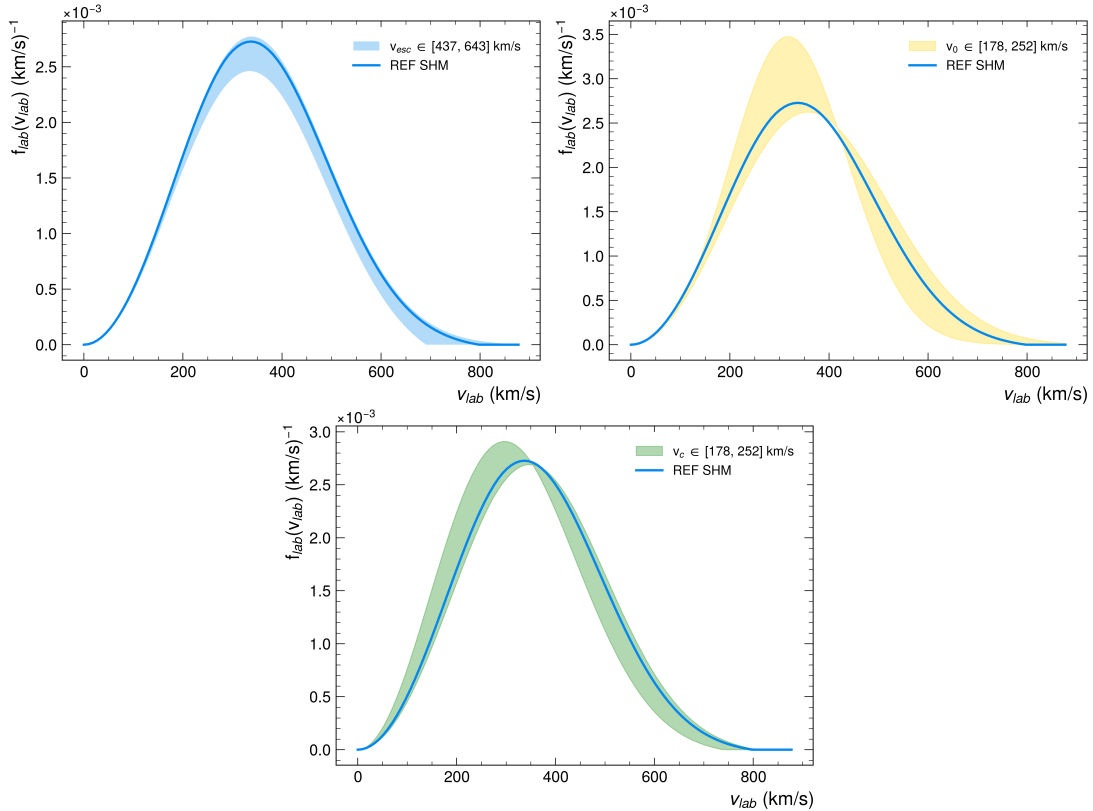 ×10⁻³
f_lab(v_lab) (km/s)⁻¹
2.5
2.0
1.5
1.0
0.5
0.0
v_esc ∈ [437, 643] km/s
REF SHM
0 200 400 600 800
v_lab (km/s)
×10⁻³
f_lab(v_lab) (km/s)⁻¹
3.5
3.0
2.5
2.0
1.5
1.0
0.5
0.0
v₀ ∈ [178, 252] km/s
REF SHM
0 200 400 600 800
v_lab (km/s)
×10⁻³
f_lab(v_lab) (km/s)⁻¹
3.0
2.5
2.0
1.5
1.0
0.5
0.0
v_c ∈ [178, 252] km/s
REF SHM
0 200 400 600 800
v_lab (km/s)